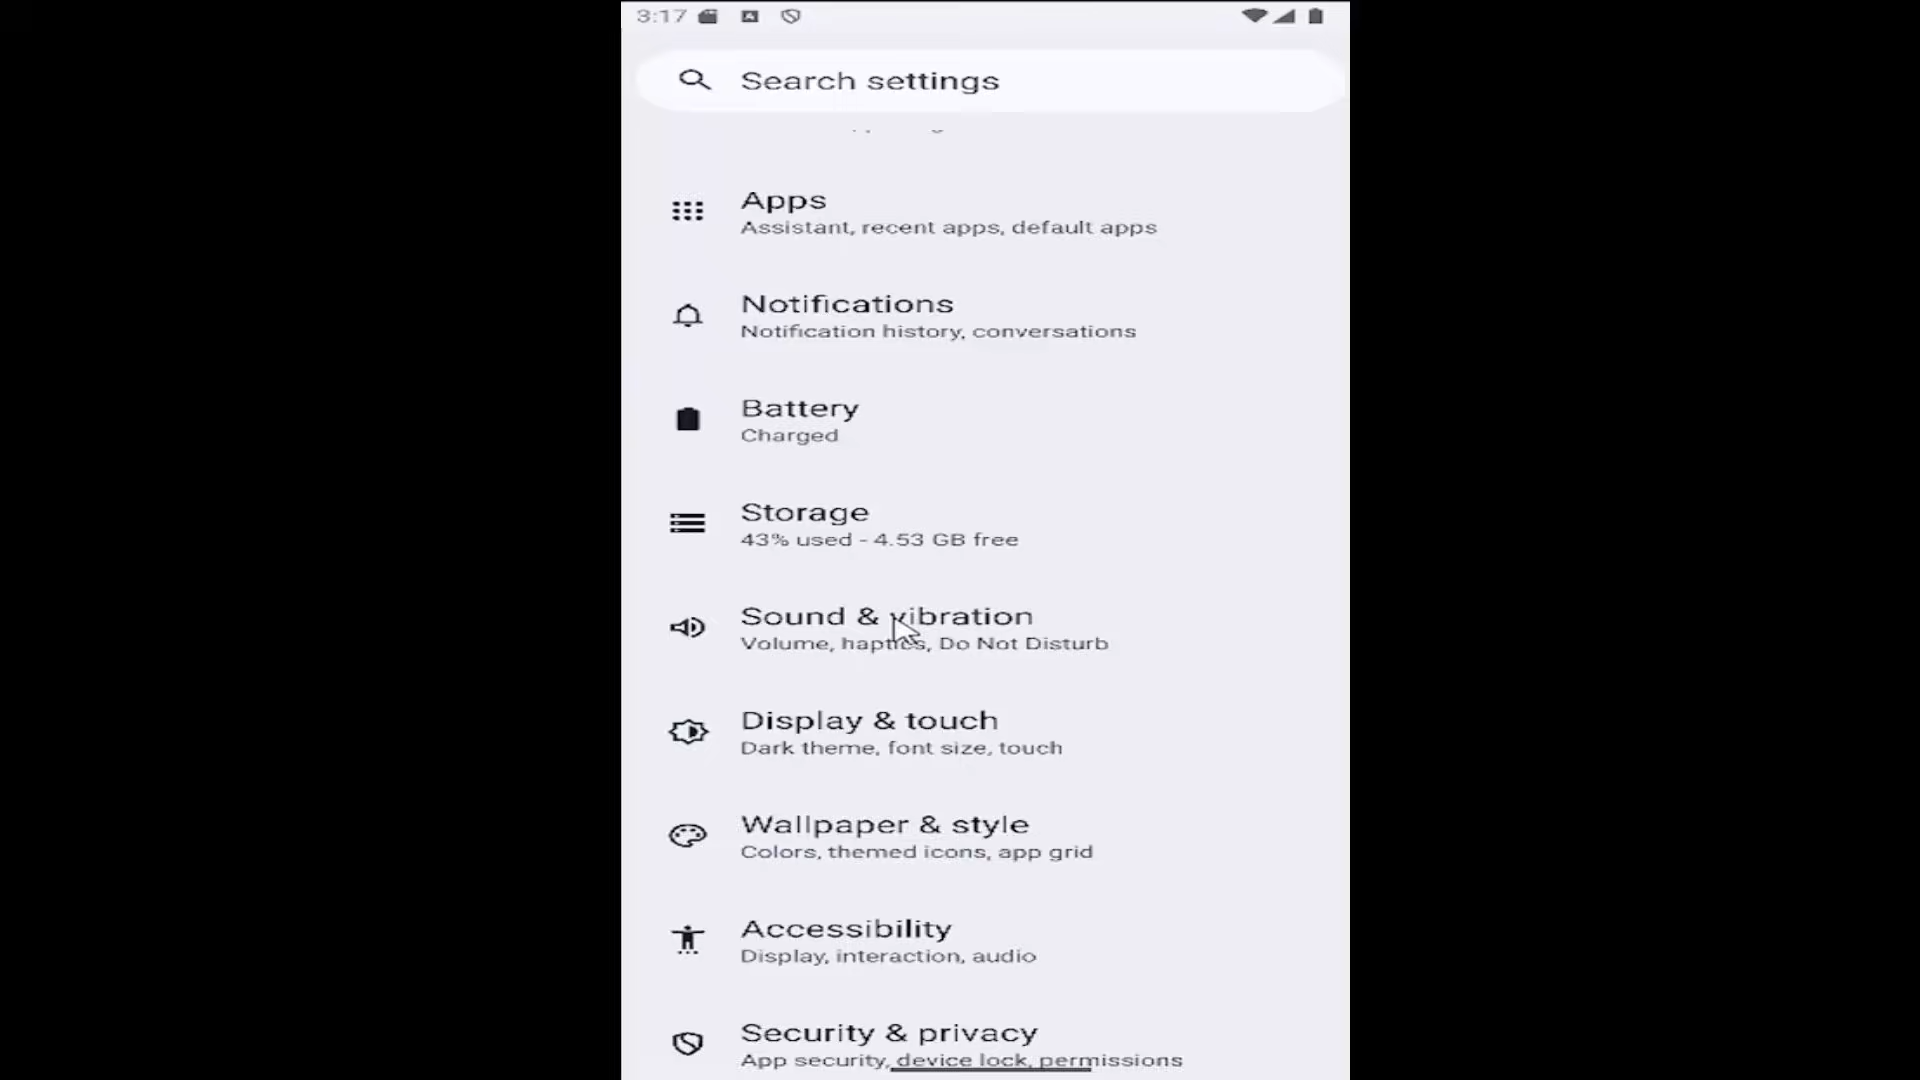 3:17
Search settings
Apps
Assistant, recent apps, default apps
Notifications
Notification history, conversations
Battery
Charged
Storage
43% used - 4.53 GB free
Sound & vibration
Volume, haptics, Do Not Disturb
Display & touch
Dark theme, font size, touch
Wallpaper & style
Colors, themed icons, app grid
Accessibility
Display, interaction, audio
Security & privacy
App security, device lock, permissions